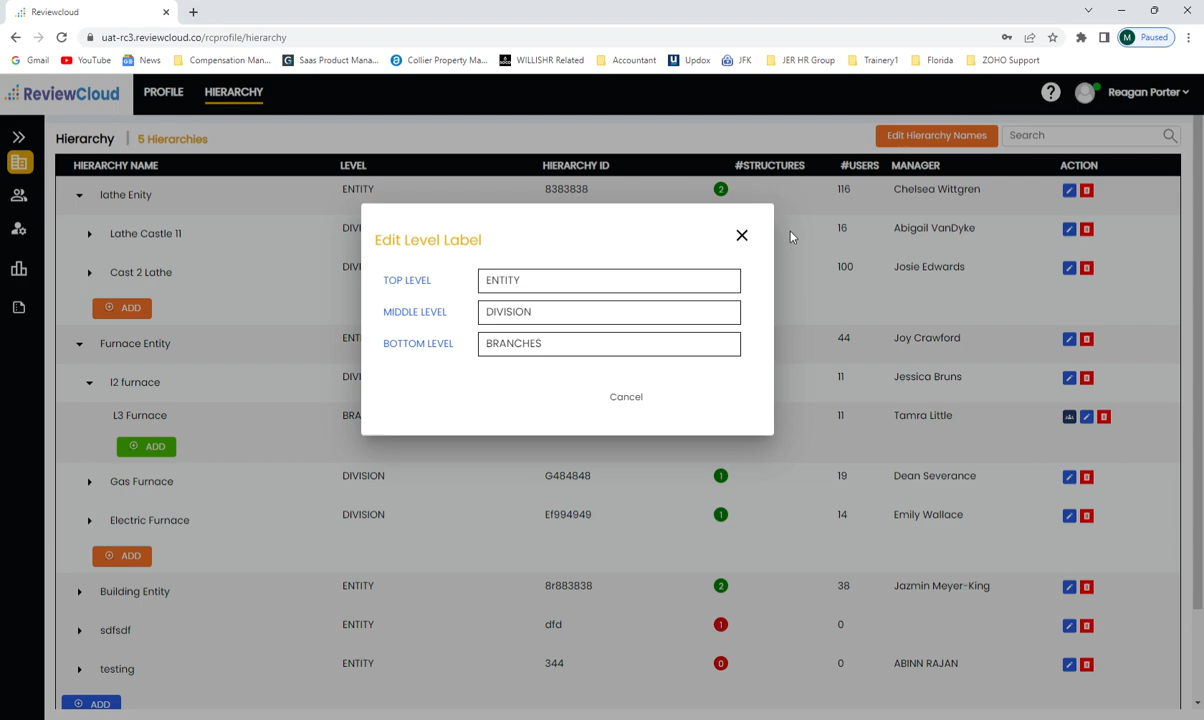 Reviewcloud
uat-rc3.reviewcloud.co/rcprofile/hierarchy
M Paused
Gmail YouTube News Compensation Man... Saas Product Mana... Collier Property Ma... WILLISHR Related Accountant Updox JFK JER HR Group Trainery1 Florida ZOHO Support
ReviewCloud PROFILE HIERARCHY Reagan Porter
Hierarchy | 5 Hierarchies Edit Hierarchy Names Search
HIERARCHY NAME LEVEL HIERARCHY ID #STRUCTURES #USERS MANAGER ACTION
lathe Enity ENTITY 8383838 2 116 Chelsea Wittgren
Lathe Castle 11 DIVI 16 Abigail VanDyke
Cast 2 Lathe DIVI 100 Josie Edwards
ADD
Furnace Entity ENT 44 Joy Crawford
l2 furnace DIVI 11 Jessica Bruns
L3 Furnace BRA 11 Tamra Little
ADD
Gas Furnace DIVISION G484848 1 19 Dean Severance
Electric Furnace DIVISION Ef994949 1 14 Emily Wallace
ADD
Building Entity ENTITY 8r883838 2 38 Jazmin Meyer-King
sdfsdf ENTITY dfd 1 0
testing ENTITY 344 0 0 ABINN RAJAN
ADD
Edit Level Label
TOP LEVEL ENTITY
MIDDLE LEVEL DIVISION
BOTTOM LEVEL BRANCHES
Cancel